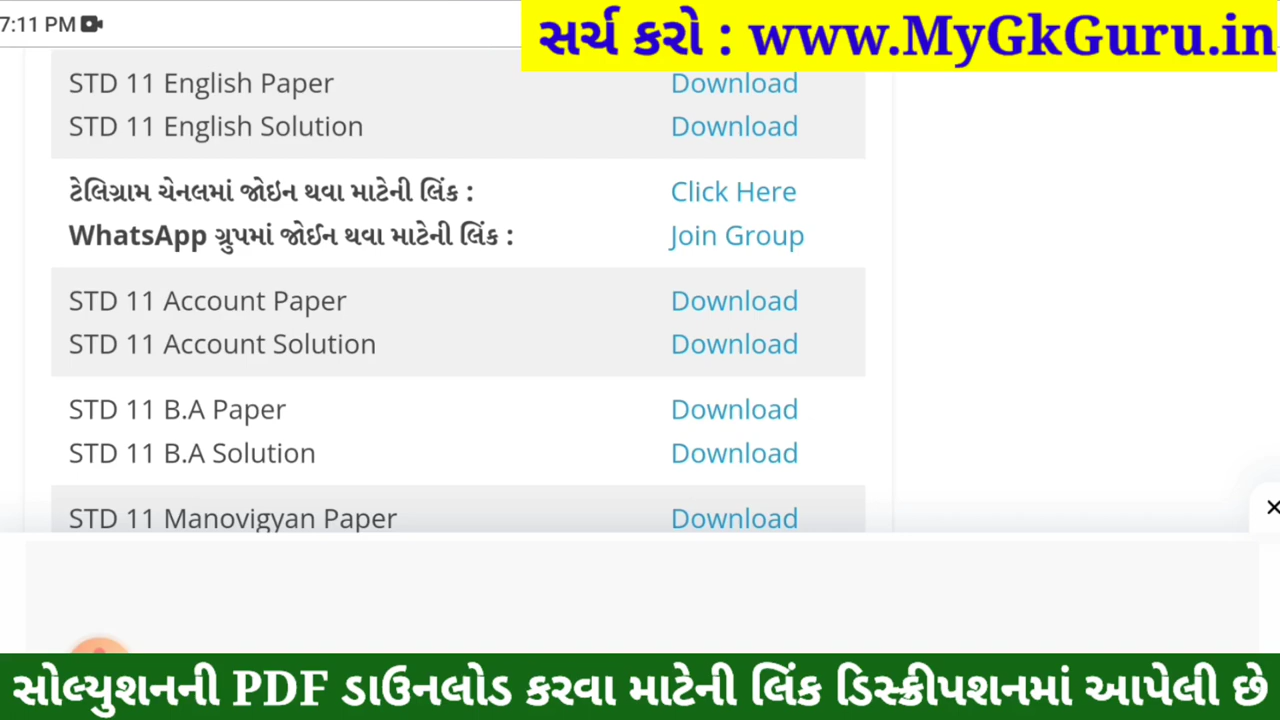 7:11 PM
સર્ચ કરો : www.MyGkGuru.in
STD 11 English Paper Download
STD 11 English Solution Download
ટેલિગ્રામ ચેનલમાં જોઇન થવા માટેની લિંક : Click Here
WhatsApp ગ્રુપમાં જોઈન થવા માટેની લિંક : Join Group
STD 11 Account Paper Download
STD 11 Account Solution Download
STD 11 B.A Paper Download
STD 11 B.A Solution Download
STD 11 Manovigyan Paper Download
સોલ્યુશનની PDF ડાઉનલોડ કરવા માટેની લિંક ડિસ્ક્રીપશનમાં આપેલી છે